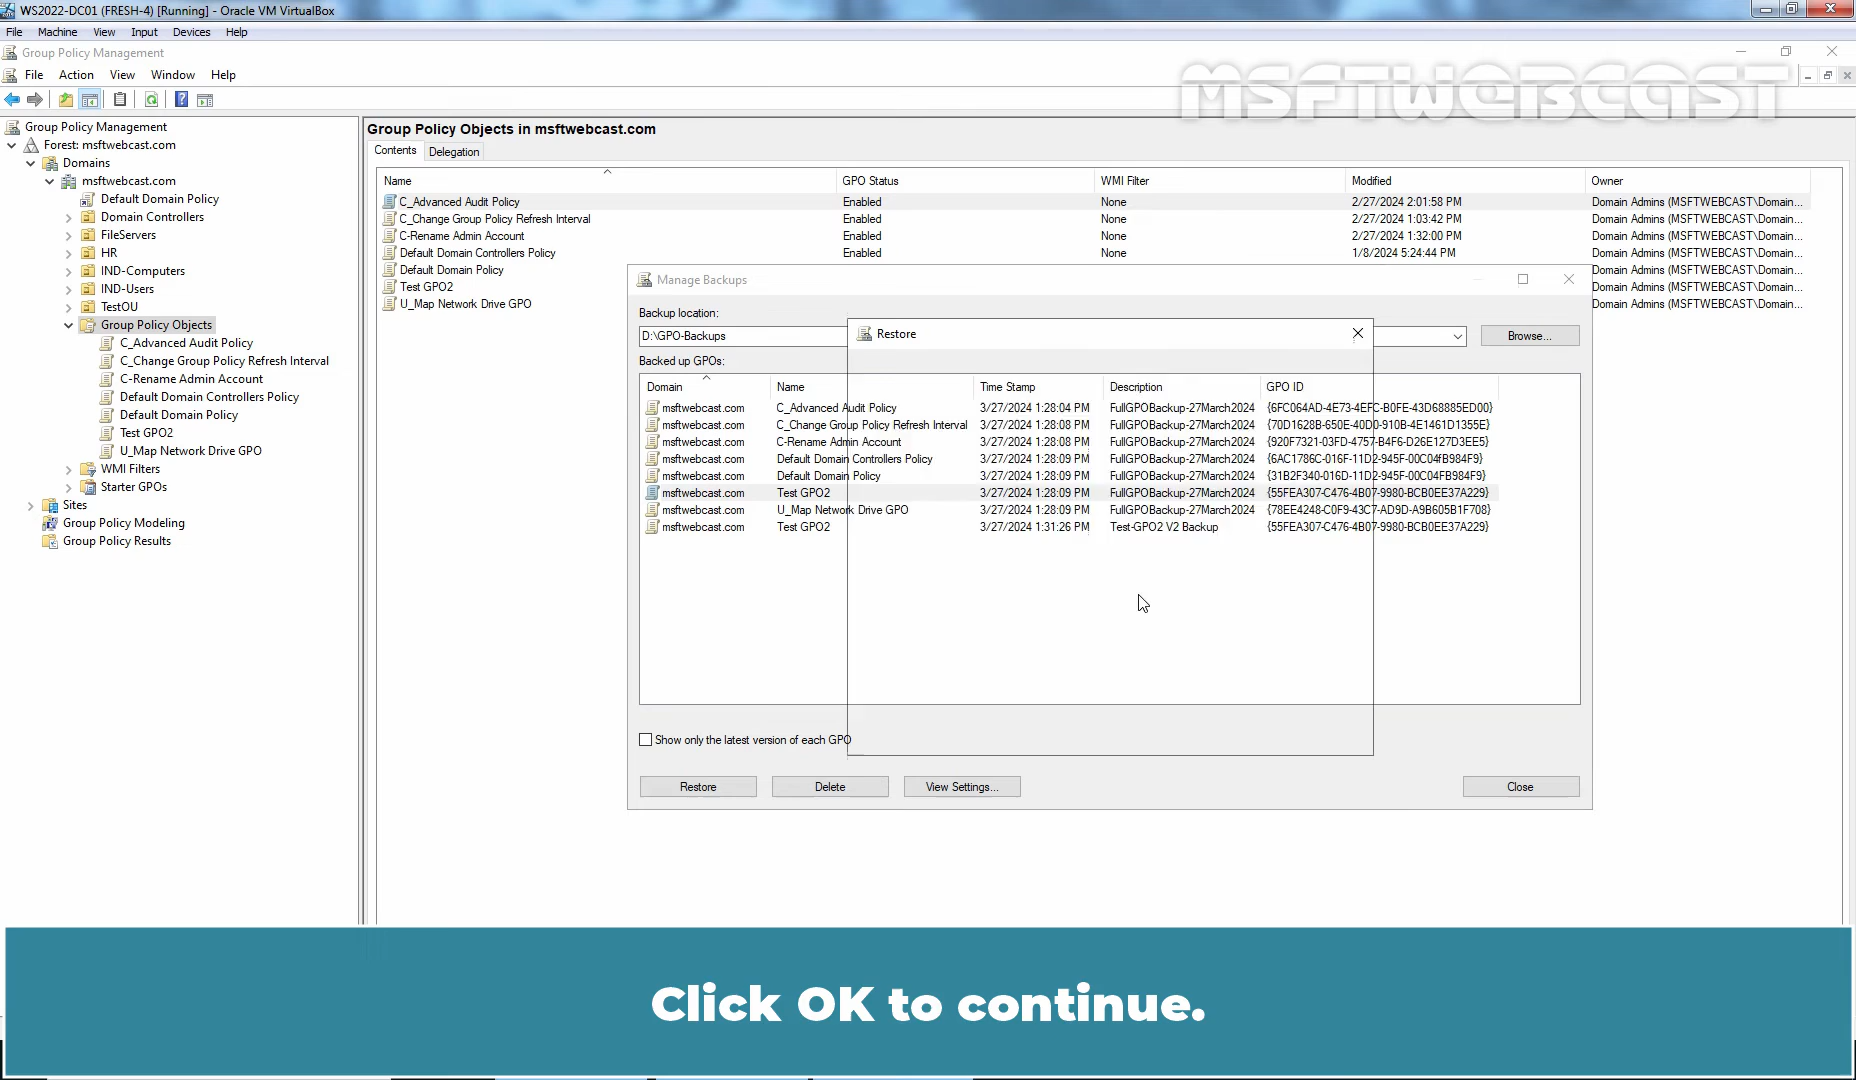 WS2022-DC01 (FRESH-4) [Running] - Oracle VM VirtualBox
File Machine View Input Devices Help
Group Policy Management
File Action View Window Help
MSFTWEBCAST
Group Policy Management
Forest: msftwebcast.com
Domains
msftwebcast.com
Default Domain Policy
Domain Controllers
FileServers
HR
IND-Computers
IND-Users
TestOU
Group Policy Objects
C_Advanced Audit Policy
C_Change Group Policy Refresh Interval
C-Rename Admin Account
Default Domain Controllers Policy
Default Domain Policy
Test GPO2
U_Map Network Drive GPO
WMI Filters
Starter GPOs
Sites
Group Policy Modeling
Group Policy Results
Group Policy Objects in msftwebcast.com
Contents Delegation
Name GPO Status WMI Filter Modified Owner
C_Advanced Audit Policy Enabled None 2/27/2024 2:01:58 PM Domain Admins (MSFTWEBCAST\Domain...
C_Change Group Policy Refresh Interval Enabled None 2/27/2024 1:03:42 PM Domain Admins (MSFTWEBCAST\Domain...
C-Rename Admin Account Enabled None 2/27/2024 1:32:00 PM Domain Admins (MSFTWEBCAST\Domain...
Default Domain Controllers Policy Enabled None 1/8/2024 5:24:44 PM Domain Admins (MSFTWEBCAST\Domain...
Default Domain Policy Domain Admins (MSFTWEBCAST\Domain...
Test GPO2 Domain Admins (MSFTWEBCAST\Domain...
U_Map Network Drive GPO Domain Admins (MSFTWEBCAST\Domain...
Manage Backups
Backup location:
D:\GPO-Backups Browse...
Restore
Backed up GPOs:
Domain Name Time Stamp Description GPO ID
msftwebcast.com C_Advanced Audit Policy 3/27/2024 1:28:04 PM FullGPOBackup-27March2024 {6FC064AD-4E73-4EFC-B0FE-43D68885ED00}
msftwebcast.com C_Change Group Policy Refresh Interval 3/27/2024 1:28:08 PM FullGPOBackup-27March2024 {70D1628B-650E-40D0-910B-4E1461D1355E}
msftwebcast.com C-Rename Admin Account 3/27/2024 1:28:08 PM FullGPOBackup-27March2024 {920F7321-03FD-4757-B4F6-D26E127D3EE5}
msftwebcast.com Default Domain Controllers Policy 3/27/2024 1:28:09 PM FullGPOBackup-27March2024 {6AC1786C-016F-11D2-945F-00C04fB984F9}
msftwebcast.com Default Domain Policy 3/27/2024 1:28:09 PM FullGPOBackup-27March2024 {31B2F340-016D-11D2-945F-00C04FB984F9}
msftwebcast.com Test GPO2 3/27/2024 1:28:09 PM FullGPOBackup-27March2024 {55FEA307-C476-4B07-9980-BCB0EE37A229}
msftwebcast.com U_Map Network Drive GPO 3/27/2024 1:28:09 PM FullGPOBackup-27March2024 {78EE4248-C0F9-43C7-AD9D-A9B605B1F708}
msftwebcast.com Test GPO2 3/27/2024 1:31:26 PM Test-GPO2 V2 Backup {55FEA307-C476-4B07-9980-BCB0EE37A229}
Show only the latest version of each GPO
Restore Delete View Settings... Close
Click OK to continue.